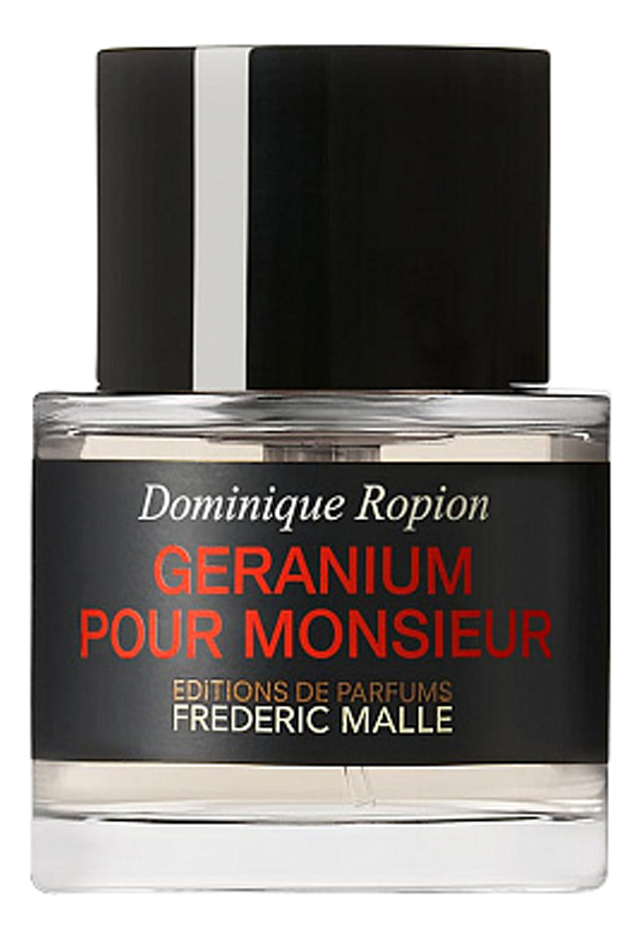 Dominique Ropion
GERANIUM
POUR MONSIEUR
EDITIONS DE PARFUMS
FREDERIC MALLE